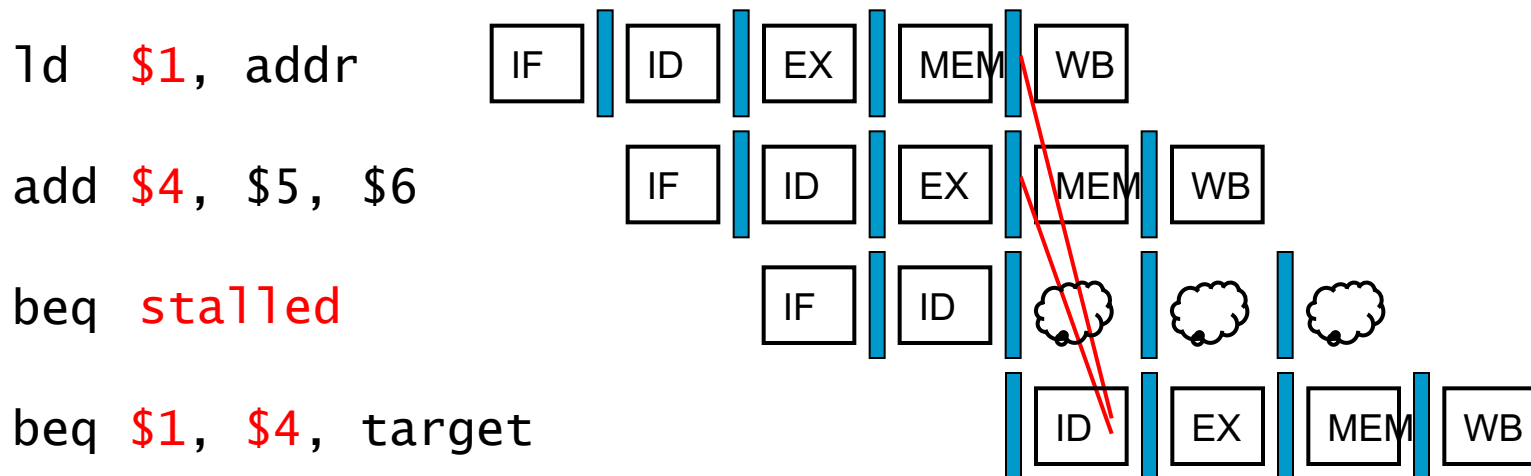 ld $1, addr IF ID EX MEM WB
add $4, $5, $6 IF ID EX MEM WB
beq stalled IF ID
beq $1, $4, target ID EX MEM WB